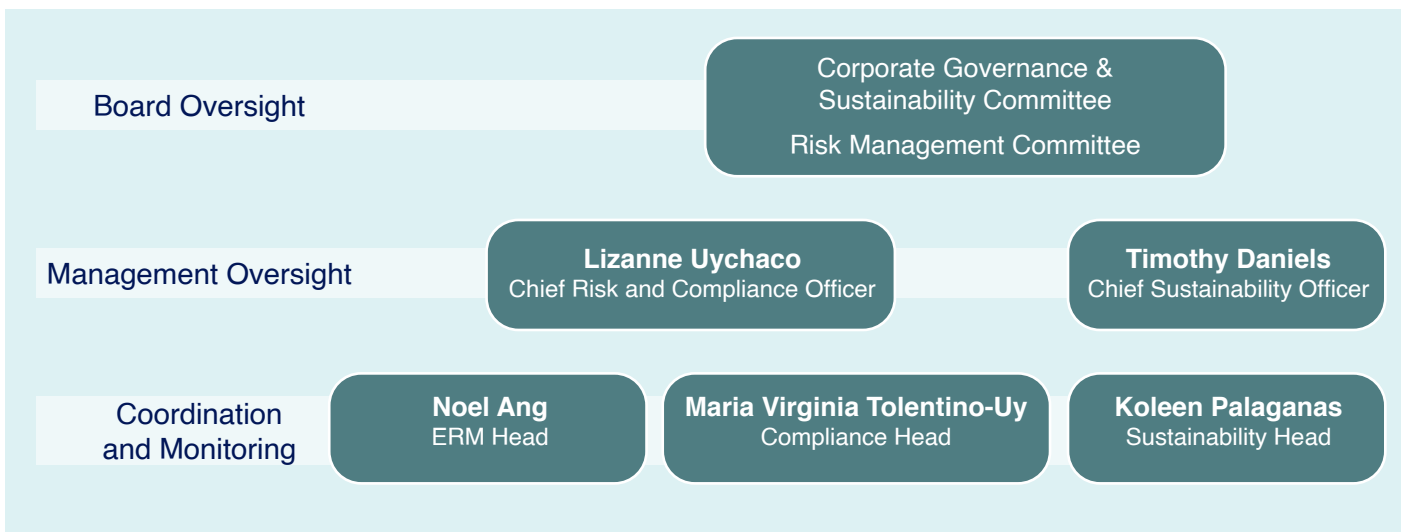 Board Oversight
Corporate Governance &
Sustainability Committee
Risk Management Committee
Management Oversight
Lizanne Uychaco
Chief Risk and Compliance Officer
Timothy Daniels
Chief Sustainability Officer
Coordination
and Monitoring
Noel Ang
ERM Head
Maria Virginia Tolentino-Uy
Compliance Head
Koleen Palaganas
Sustainability Head